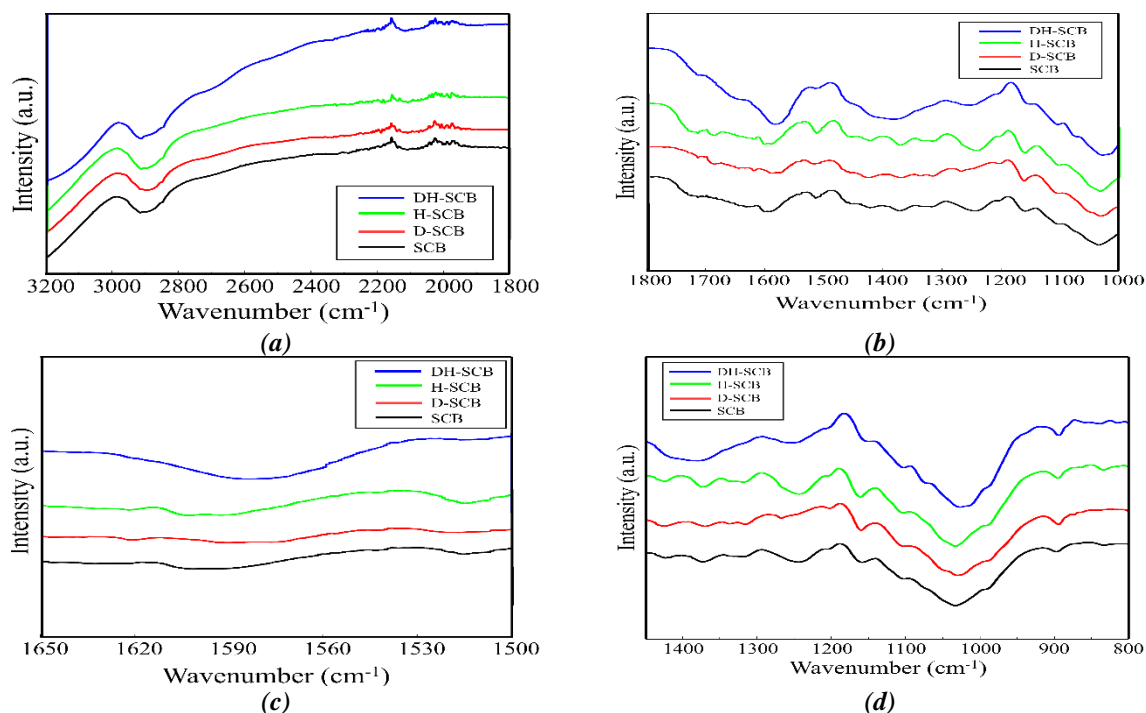 Intensity (a.u.)
DH-SCB
H-SCB
D-SCB
SCB
3200 3000 2800 2600 2400 2200 2000 1800
Wavenumber (cm⁻¹)
(a)
Intensity (a.u.)
DH-SCB
H-SCB
D-SCB
SCB
1800 1700 1600 1500 1400 1300 1200 1100 1000
Wavenumber (cm⁻¹)
(b)
Intensity (a.u.)
DH-SCB
H-SCB
D-SCB
SCB
1650 1620 1590 1560 1530 1500
Wavenumber (cm⁻¹)
(c)
Intensity (a.u.)
DH-SCB
H-SCB
D-SCB
SCB
1400 1300 1200 1100 1000 900 800
Wavenumber (cm⁻¹)
(d)